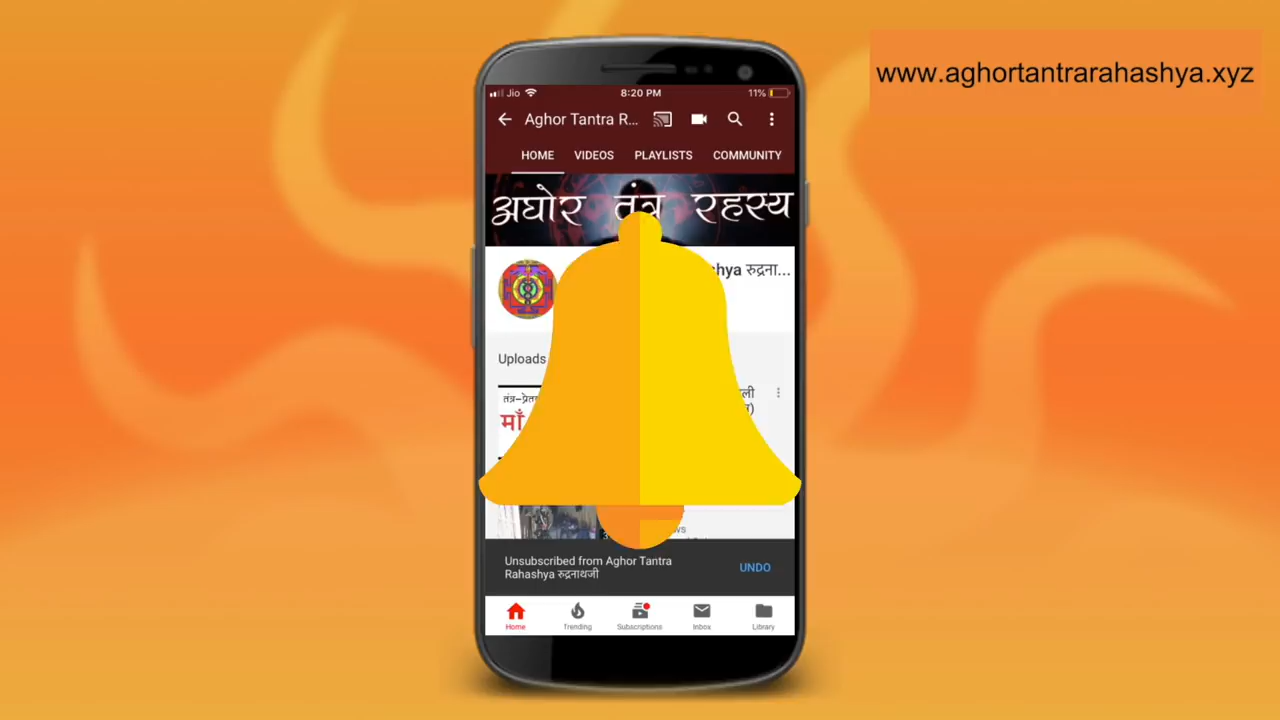 www.aghortantrarahashya.xyz
Jio 8:20 PM 11%
Aghor Tantra R...
HOME VIDEOS PLAYLISTS COMMUNITY
अघोर तंत्र रहस्य
रुद्रना...
Uploads
माँ
Unsubscribed from Aghor Tantra
Rahashya रुद्रनाथजी
UNDO
Home Trending Subscriptions Inbox Library